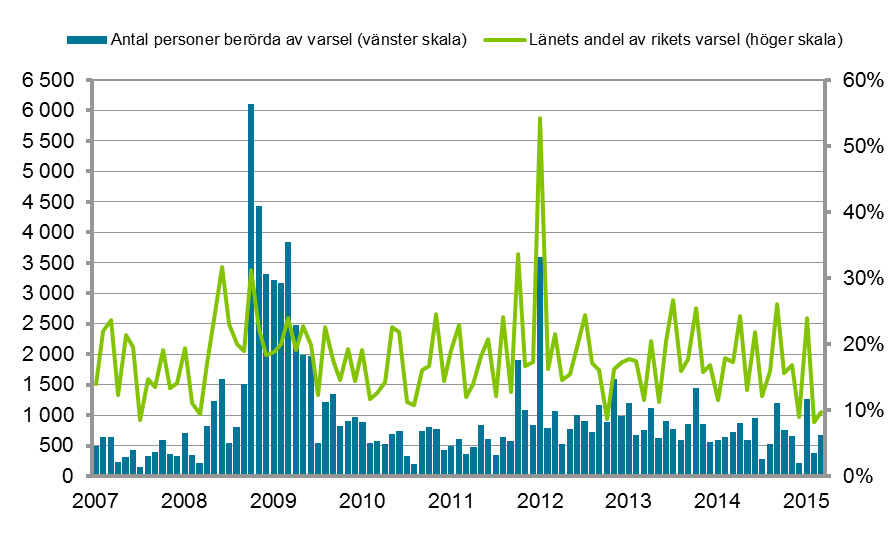 Antal personer berörda av varsel (vänster skala) Länets andel av rikets varsel (höger skala)
6 500 60%
6 000
5 500 50%
5 000
4 500
4 000 40%
3 500
3 000 30%
2 500
2 000 20%
1 500
1 000 10%
500
0 0%
2007 2008 2009 2010 2011 2012 2013 2014 2015